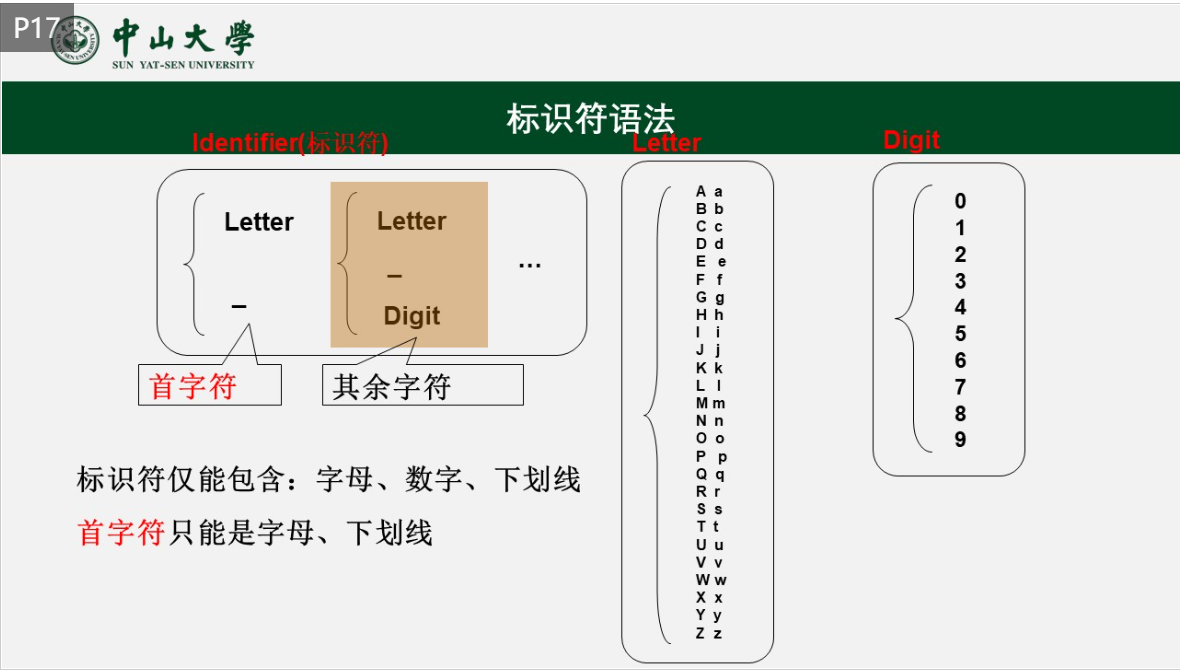 P17
中山大學
SUN YAT-SEN UNIVERSITY
标识符语法
Identifier(标识符)
Letter
_
Letter
_
Digit
...
首字符
其余字符
标识符仅能包含：字母、数字、下划线
首字符只能是字母、下划线
Letter
A a
B b
C c
D d
E e
F f
G g
H h
I i
J j
K k
L l
M m
N n
O o
P p
Q q
R r
S s
T t
U u
V v
W w
X x
Y y
Z z
Digit
0
1
2
3
4
5
6
7
8
9